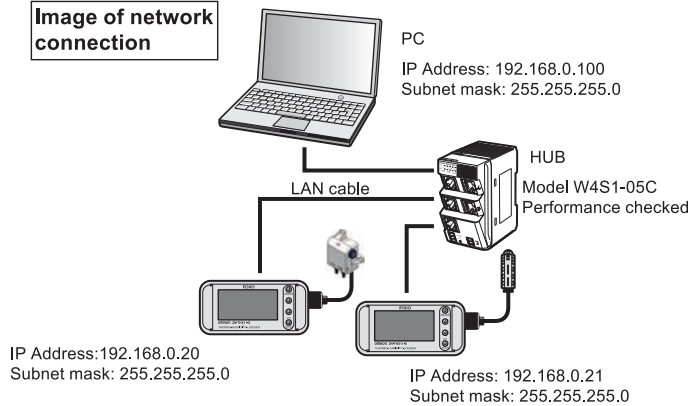 Image of network
connection
PC
IP Address: 192.168.0.100
Subnet mask: 255.255.255.0
HUB
Model W4S1-05C
Performance checked
LAN cable
EQUO
EQUO
IP Address:192.168.0.20
Subnet mask: 255.255.255.0
IP Address: 192.168.0.21
Subnet mask: 255.255.255.0